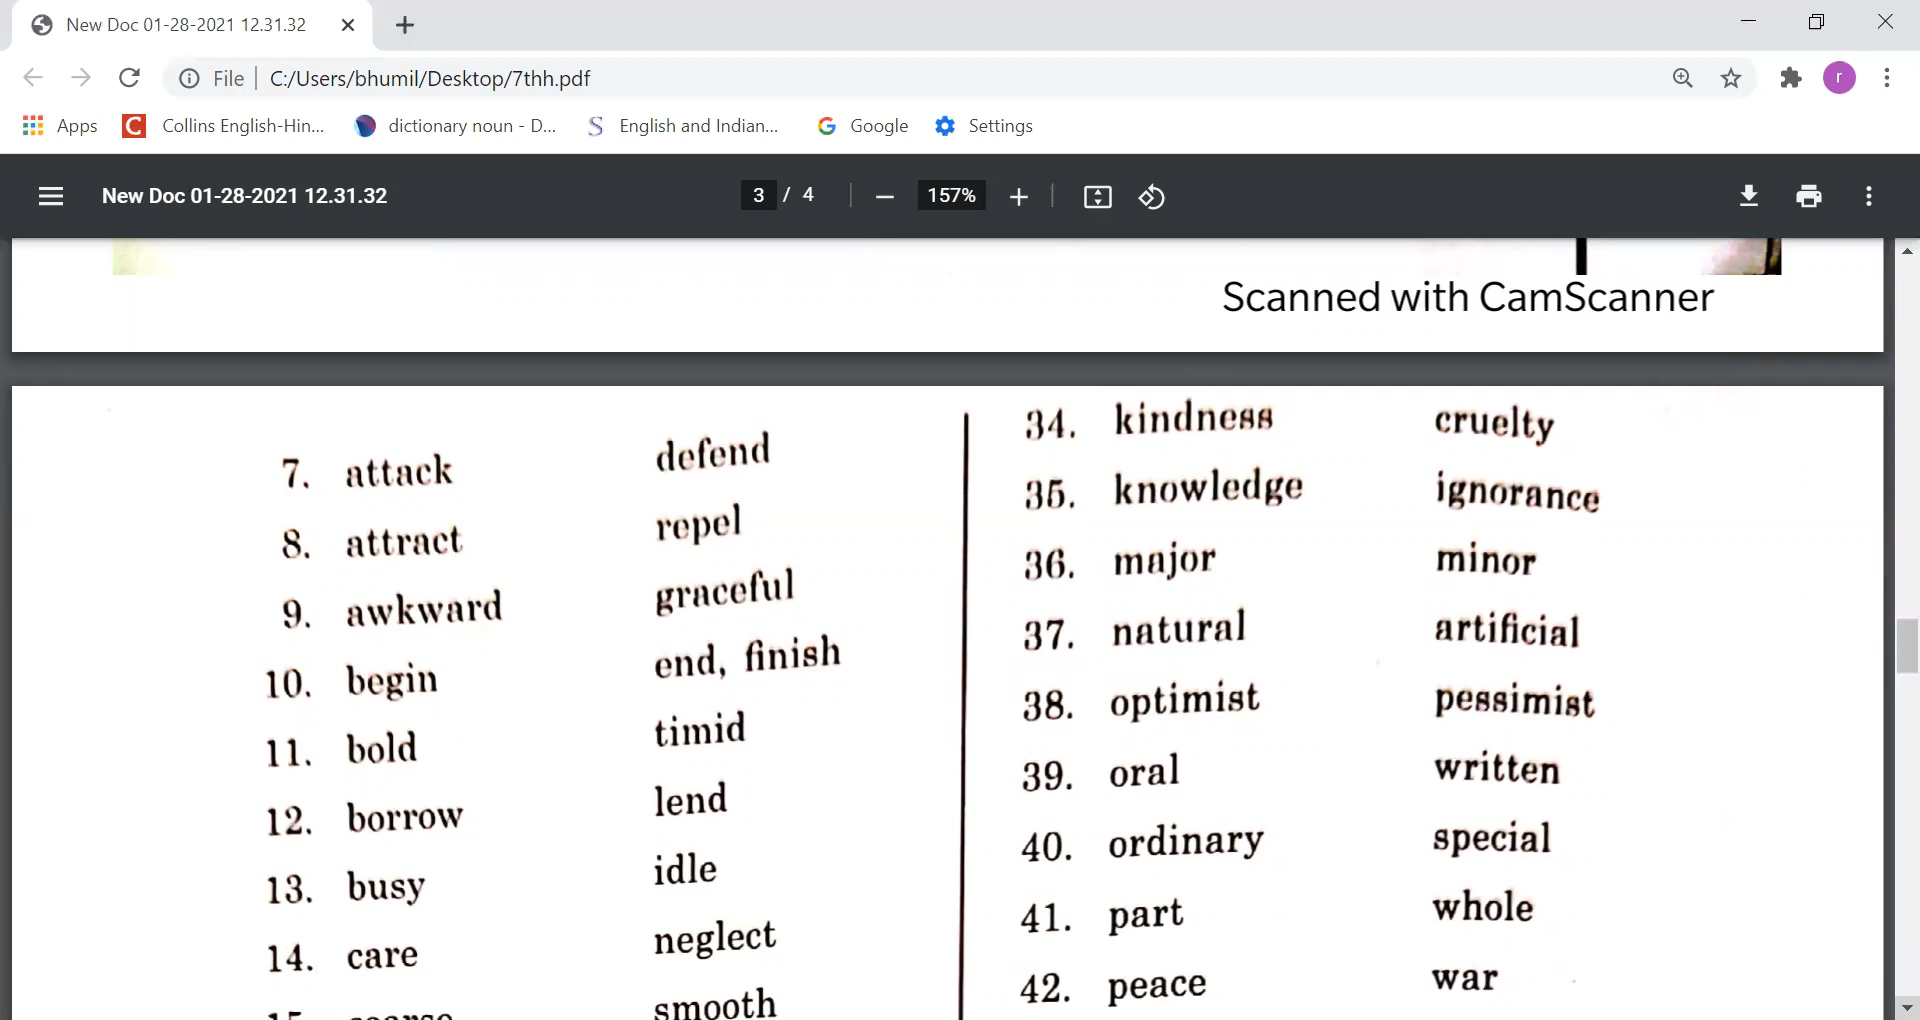 New Doc 01-28-2021 12.31.32
File | C:/Users/bhumil/Desktop/7thh.pdf
r
Apps Collins English-Hin... dictionary noun - D... English and Indian... Google Settings
New Doc 01-28-2021 12.31.32 3 / 4 157%
Scanned with CamScanner
7. attack defend
8. attract repel
9. awkward graceful
10. begin end, finish
11. bold timid
12. borrow lend
13. busy idle
14. care neglect
15. coarse smooth
34. kindness cruelty
35. knowledge ignorance
36. major minor
37. natural artificial
38. optimist pessimist
39. oral written
40. ordinary special
41. part whole
42. peace war